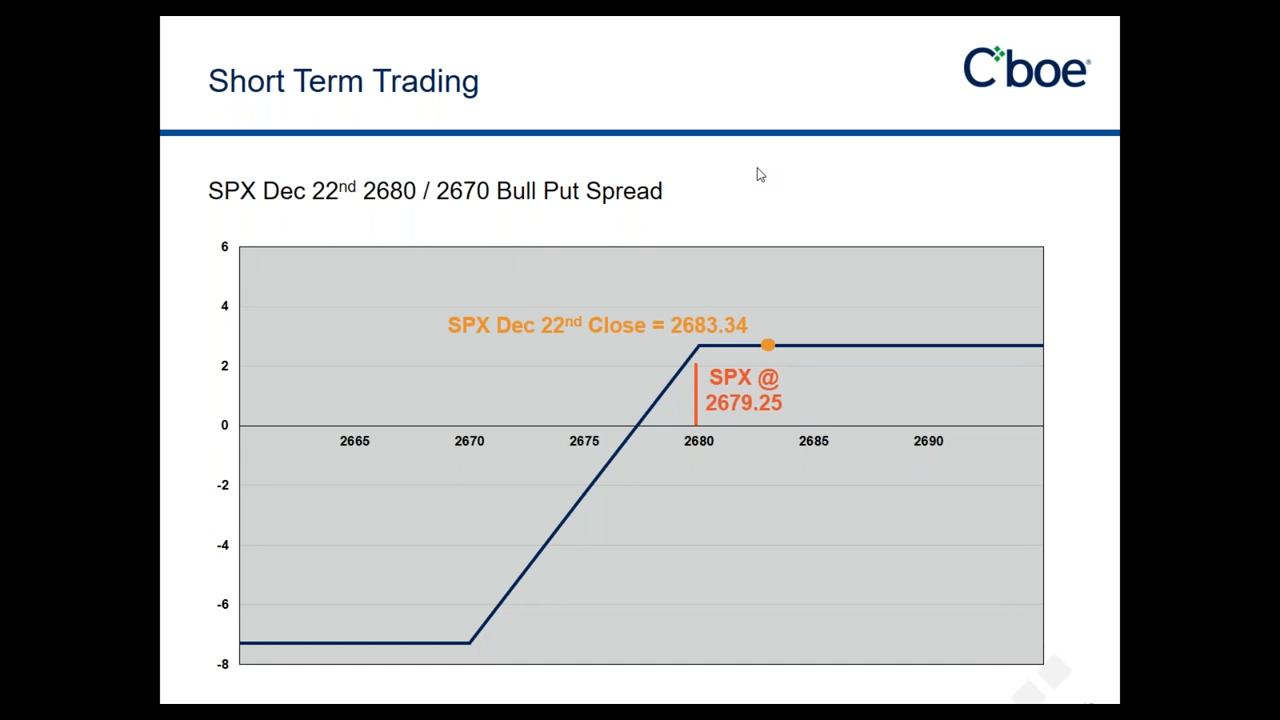 Short Term Trading
Cboe®
SPX Dec 22nd 2680 / 2670 Bull Put Spread
6
4
SPX Dec 22nd Close = 2683.34
2
SPX @
2679.25
0
2665 2670 2675 2680 2685 2690
-2
-4
-6
-8